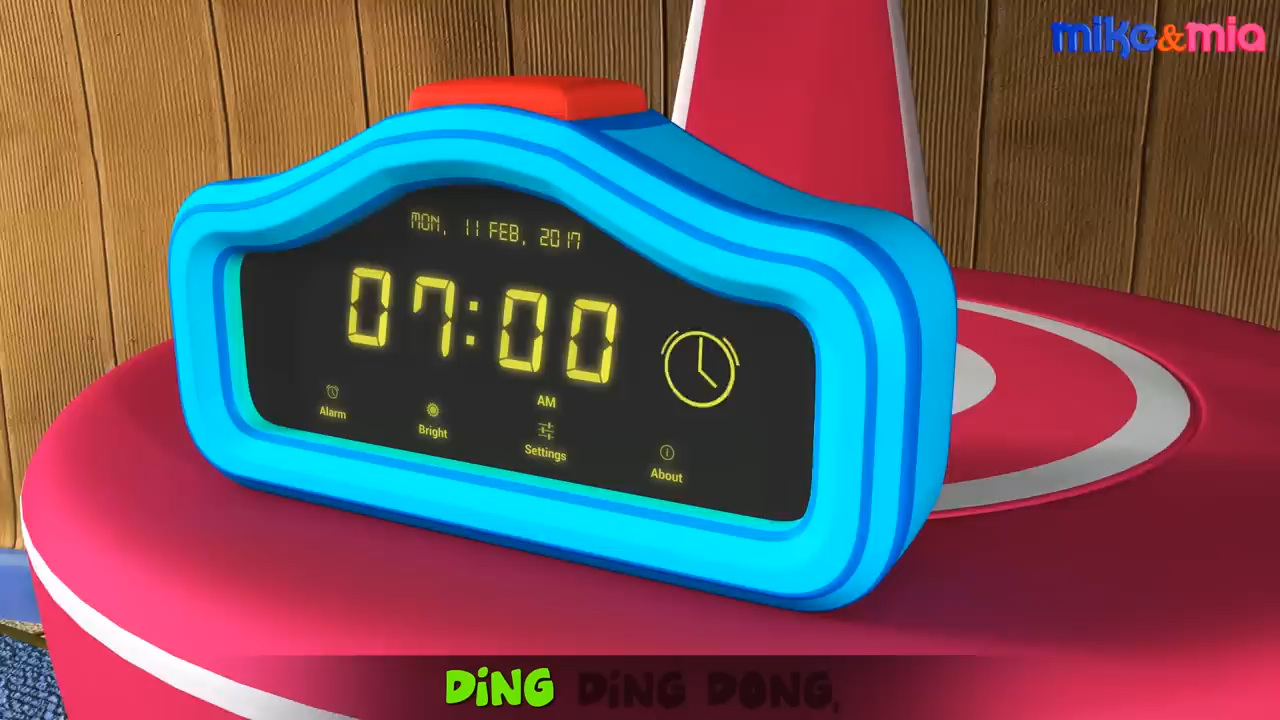 mike&mia
MON, 11 FEB, 2017
07:00
AM
Alarm
Bright
Settings
About
DiNG DiNG DONG,